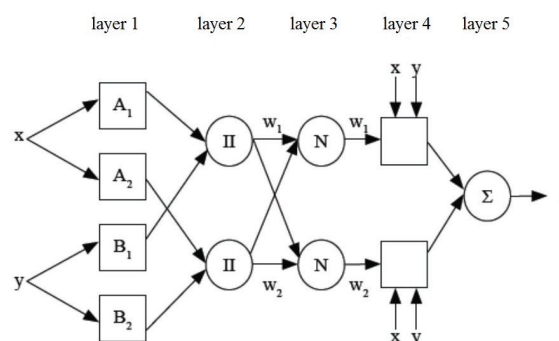 layer 1 layer 2 layer 3 layer 4 layer 5
x y
A₁
w₁ w₁
x
Π N
A₂
Σ
B₁
Π N
y
w₂ w₂
B₂
x y